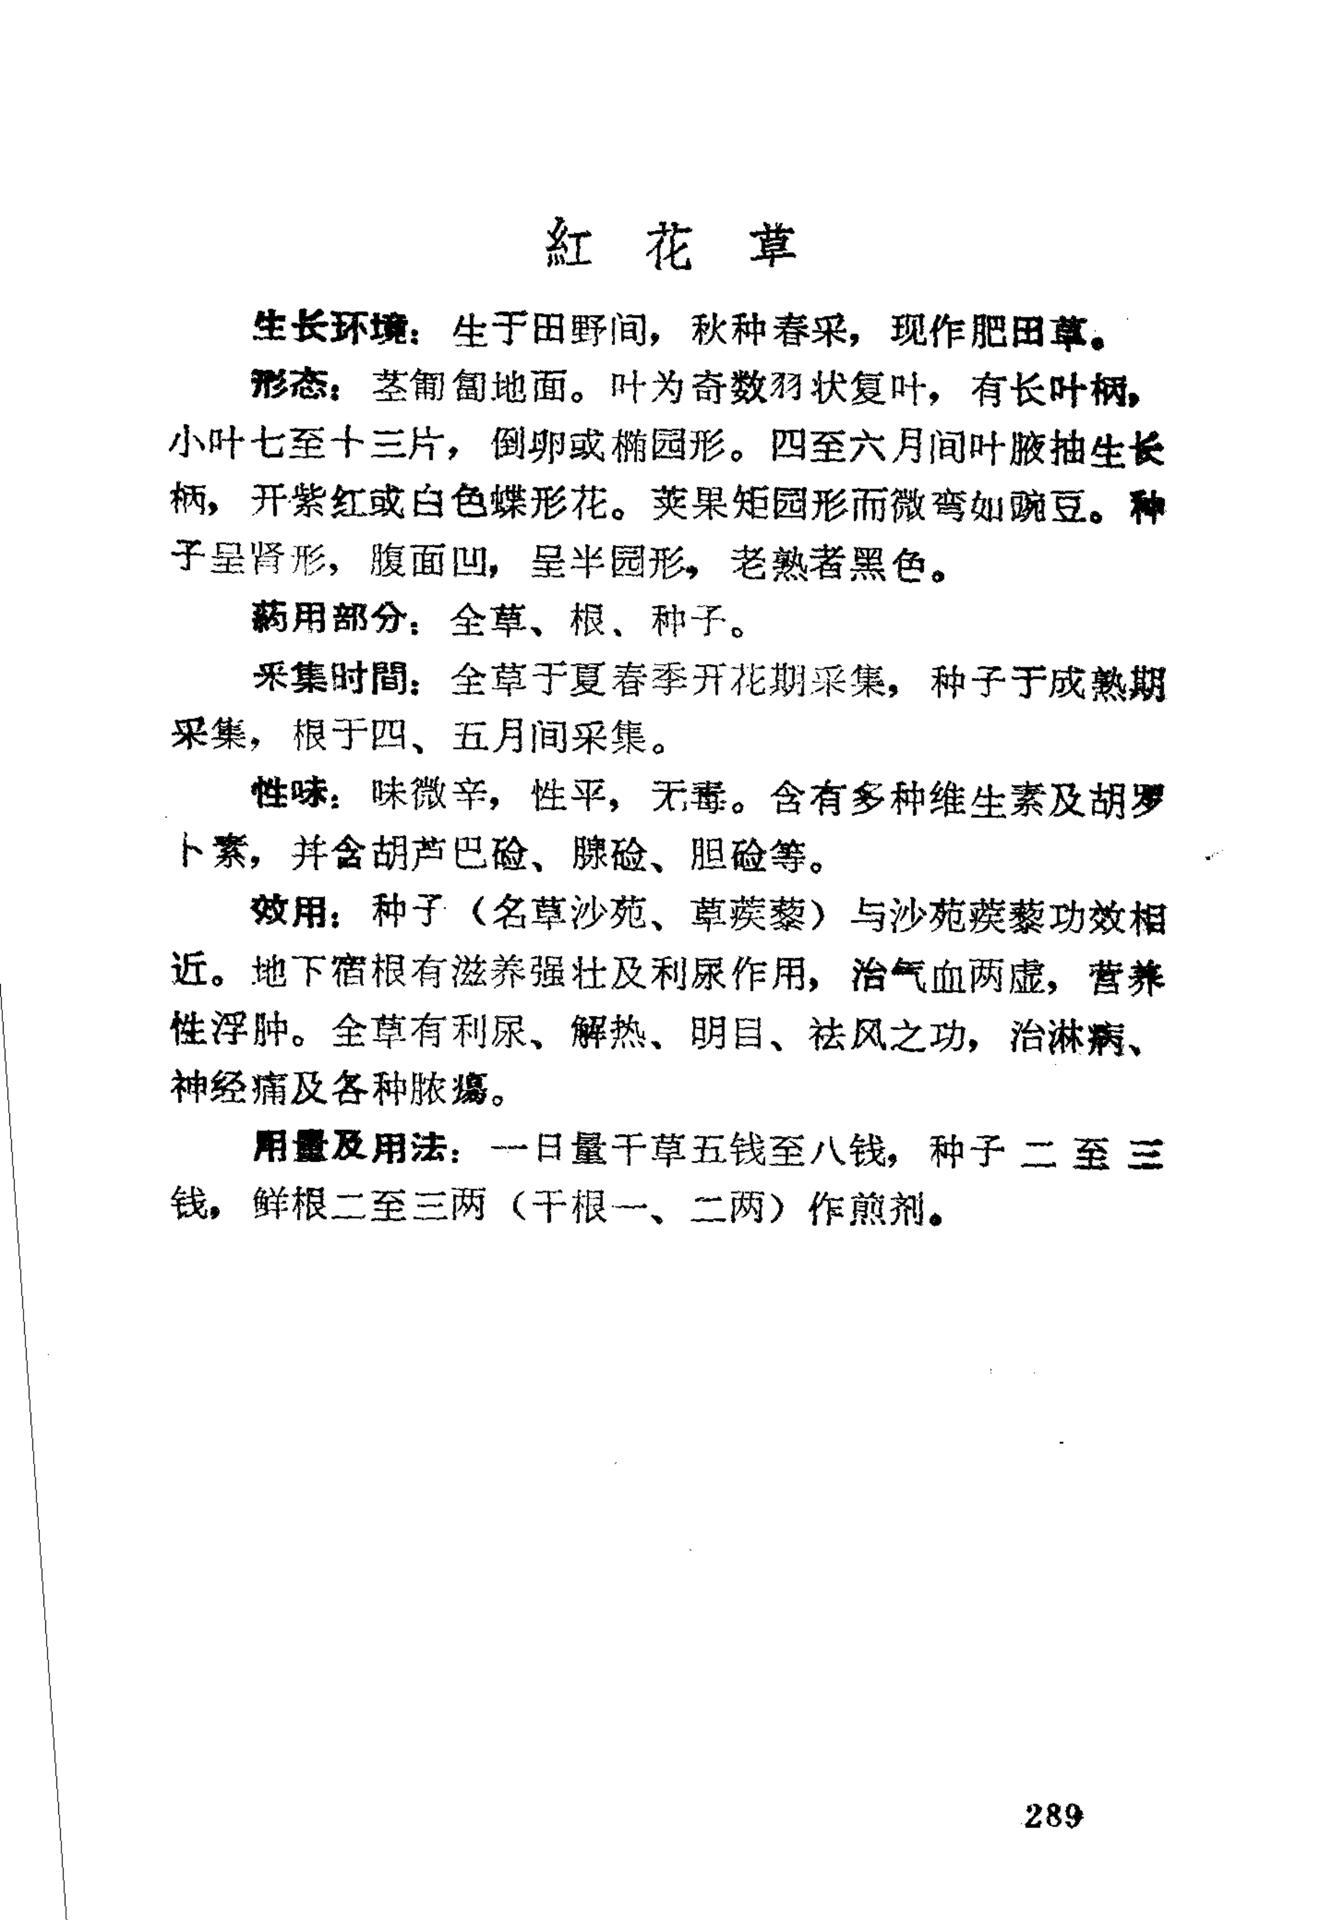 紅花草
生长环境：生于田野间，秋种春采，现作肥田草。
形态：茎匍匐地面。叶为奇数羽状复叶，有长叶柄，
小叶七至十三片，倒卵或椭园形。四至六月间叶腋抽生长
柄，开紫红或白色蝶形花。荚果矩园形而微弯如豌豆。种
子呈肾形，腹面凹，呈半园形，老熟者黑色。
药用部分：全草、根、种子。
采集时間：全草于夏春季开花期采集，种子于成熟期
采集，根于四、五月间采集。
性味：味微辛，性平，无毒。含有多种维生素及胡罗
卜素，并含胡芦巴硷、腺硷、胆硷等。
效用：种子（名草沙苑、草蒺藜）与沙苑蒺藜功效相
近。地下宿根有滋养强壮及利尿作用，治气血两虚，营养
性浮肿。全草有利尿、解热、明目、祛风之功，治淋病、
神经痛及各种脓瘍。
用量及用法：一日量干草五钱至八钱，种子二至三
钱，鲜根二至三两（干根一、二两）作煎剂。
289